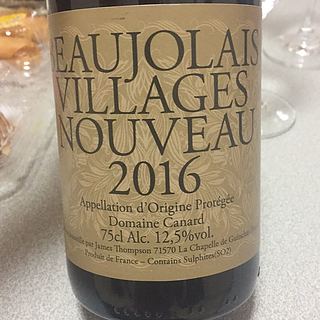 EAUJOLAIS
VILLAGES
NOUVEAU
2016
Appellation d'Origine Protégée
Domaine Canard
75cl Alc. 12,5%vol.
par James Thompson 71570 La Chapelle de
Produit de France – Contains Sulphites(SO2)